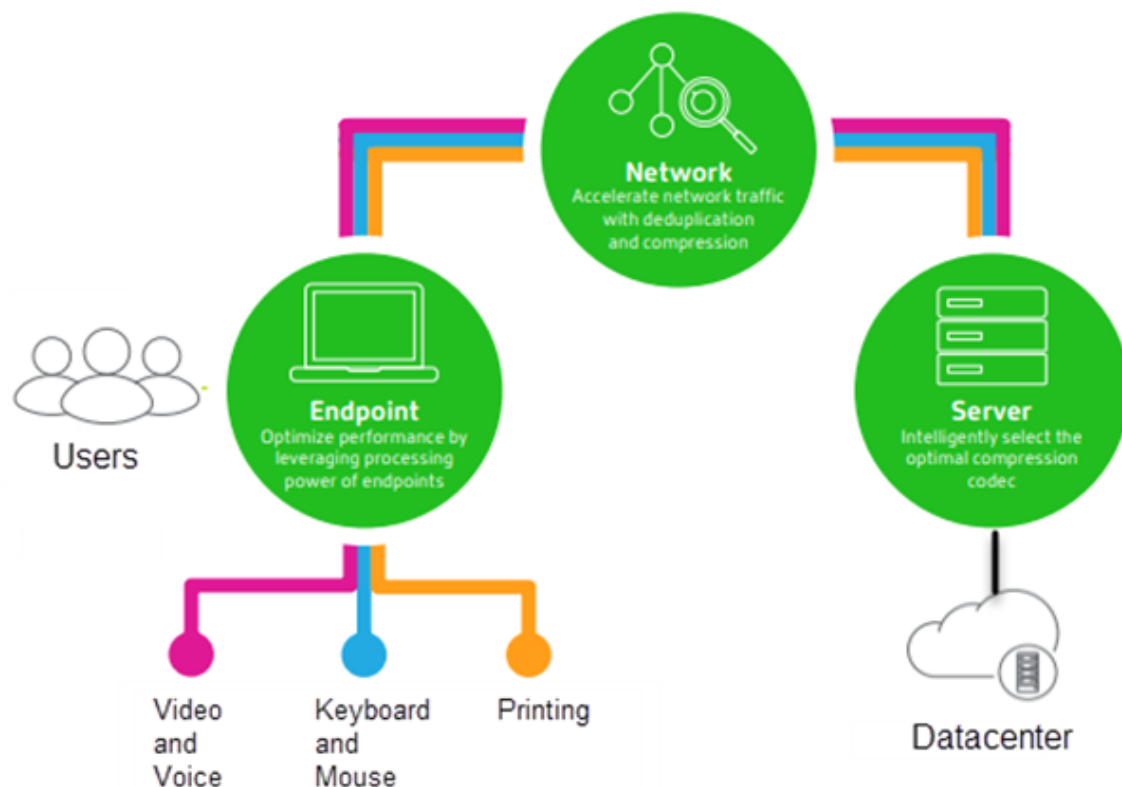 Network
Accelerate network traffic
with deduplication
and compression
Users
Endpoint
Optimize performance by
leveraging processing
power of endpoints
Server
Intelligently select the
optimal compression
codec
Video
and
Voice
Keyboard
and
Mouse
Printing
Datacenter